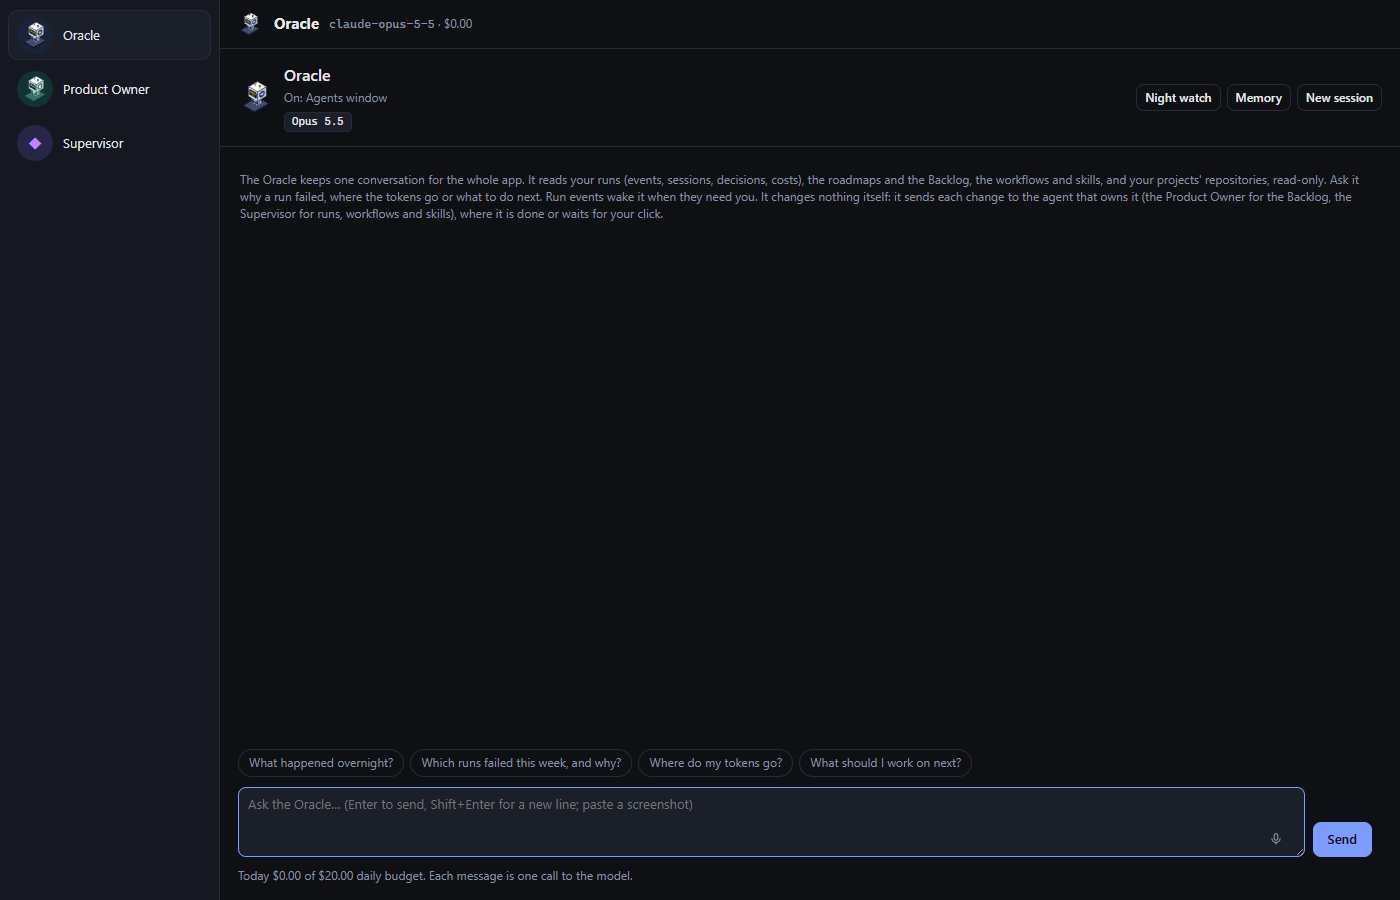 Oracle
Product Owner
Supervisor
Oracle claude-opus-5-5 · $0.00
Oracle
On: Agents window
Opus 5.5
Night watch Memory New session
The Oracle keeps one conversation for the whole app. It reads your runs (events, sessions, decisions, costs), the roadmaps and the Backlog, the workflows and skills, and your projects' repositories, read-only. Ask it
why a run failed, where the tokens go or what to do next. Run events wake it when they need you. It changes nothing itself: it sends each change to the agent that owns it (the Product Owner for the Backlog, the
Supervisor for runs, workflows and skills), where it is done or waits for your click.
What happened overnight? Which runs failed this week, and why? Where do my tokens go? What should I work on next?
Ask the Oracle... (Enter to send, Shift+Enter for a new line; paste a screenshot)
Send
Today $0.00 of $20.00 daily budget. Each message is one call to the model.